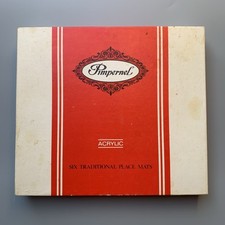 Pimpernel
ACRYLIC
SIX TRADITIONAL PLACE MATS